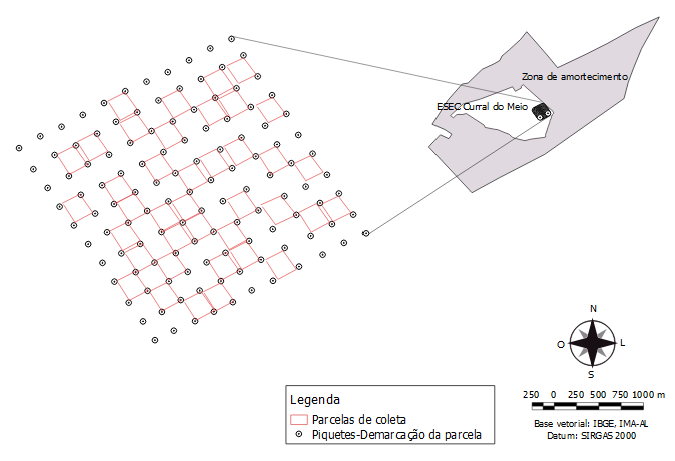 Zona de amortecimento
ESEC Curral do Meio
N
O
L
S
250 0 250 500 750 1000 m
Base vetorial: IBGE, IMA-AL
Datum: SIRGAS 2000
Legenda
Parcelas de coleta
Piquetes-Demarcação da parcela